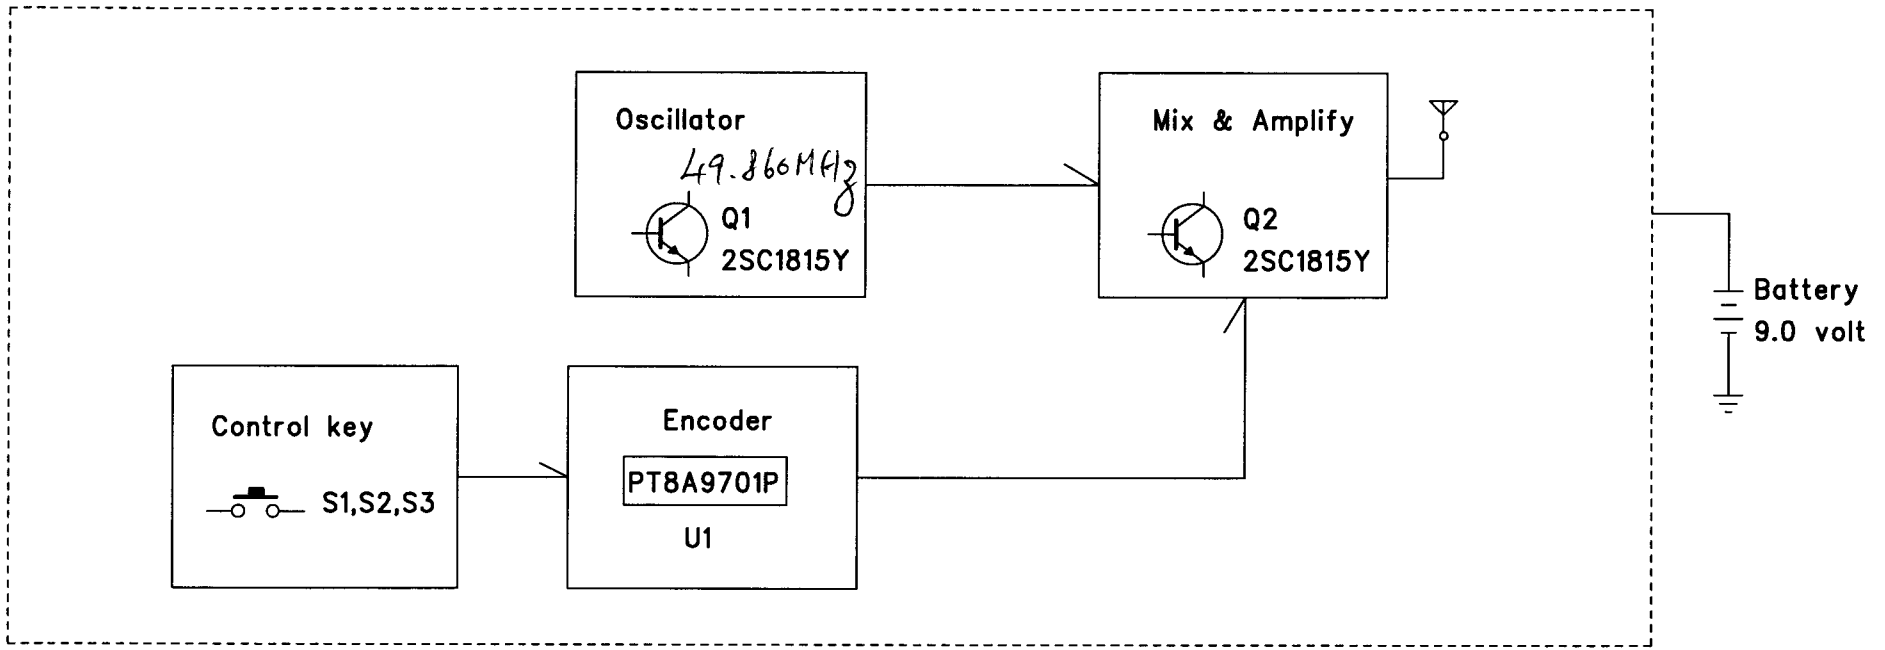 Oscillator
49.860MHz
Q1
2SC1815Y
Mix & Amplify
Q2
2SC1815Y
Battery
9.0 volt
Control key
S1,S2,S3
Encoder
PT8A9701P
U1